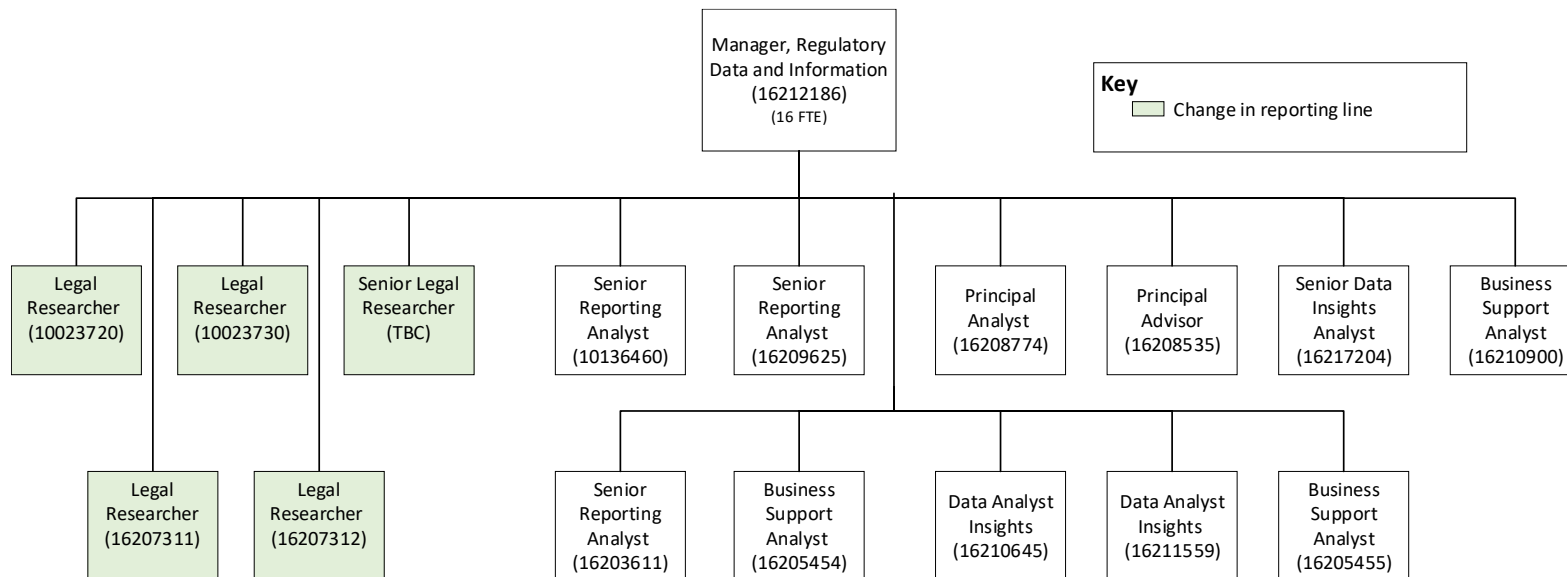 Manager, Regulatory
Data and Information
(16212186)
(16 FTE)
Key
Change in reporting line
Legal
Researcher
(10023720)
Legal
Researcher
(10023730)
Senior Legal
Researcher
(TBC)
Senior
Reporting
Analyst
(10136460)
Senior
Reporting
Analyst
(16209625)
Principal
Analyst
(16208774)
Principal
Advisor
(16208535)
Senior Data
Insights
Analyst
(16217204)
Business
Support
Analyst
(16210900)
Legal
Researcher
(16207311)
Legal
Researcher
(16207312)
Senior
Reporting
Analyst
(16203611)
Business
Support
Analyst
(16205454)
Data Analyst
Insights
(16210645)
Data Analyst
Insights
(16211559)
Business
Support
Analyst
(16205455)